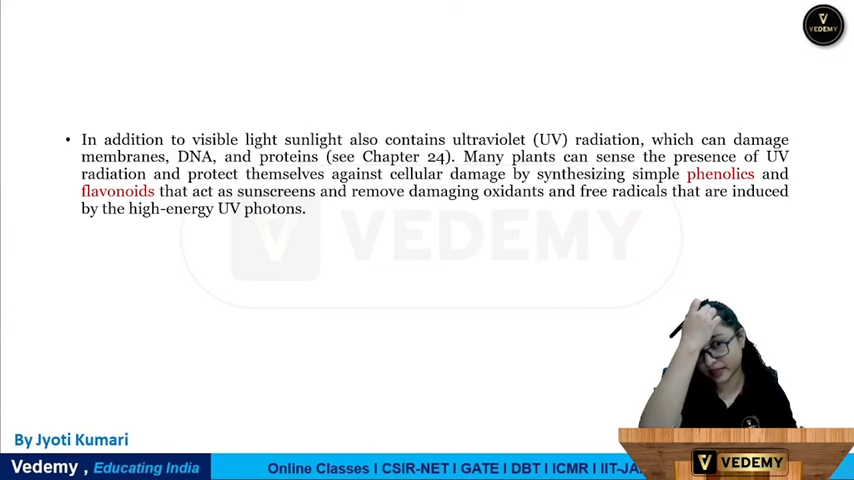 VEDEMY
• In addition to visible light sunlight also contains ultraviolet (UV) radiation, which can damage
membranes, DNA, and proteins (see Chapter 24). Many plants can sense the presence of UV
radiation and protect themselves against cellular damage by synthesizing simple phenolics and
flavonoids that act as sunscreens and remove damaging oxidants and free radicals that are induced
by the high-energy UV photons.
VEDEMY
By Jyoti Kumari
Vedemy , Educating India
Online Classes I CSIR-NET I GATE I DBT I ICMR I IIT-JA
VEDEMY